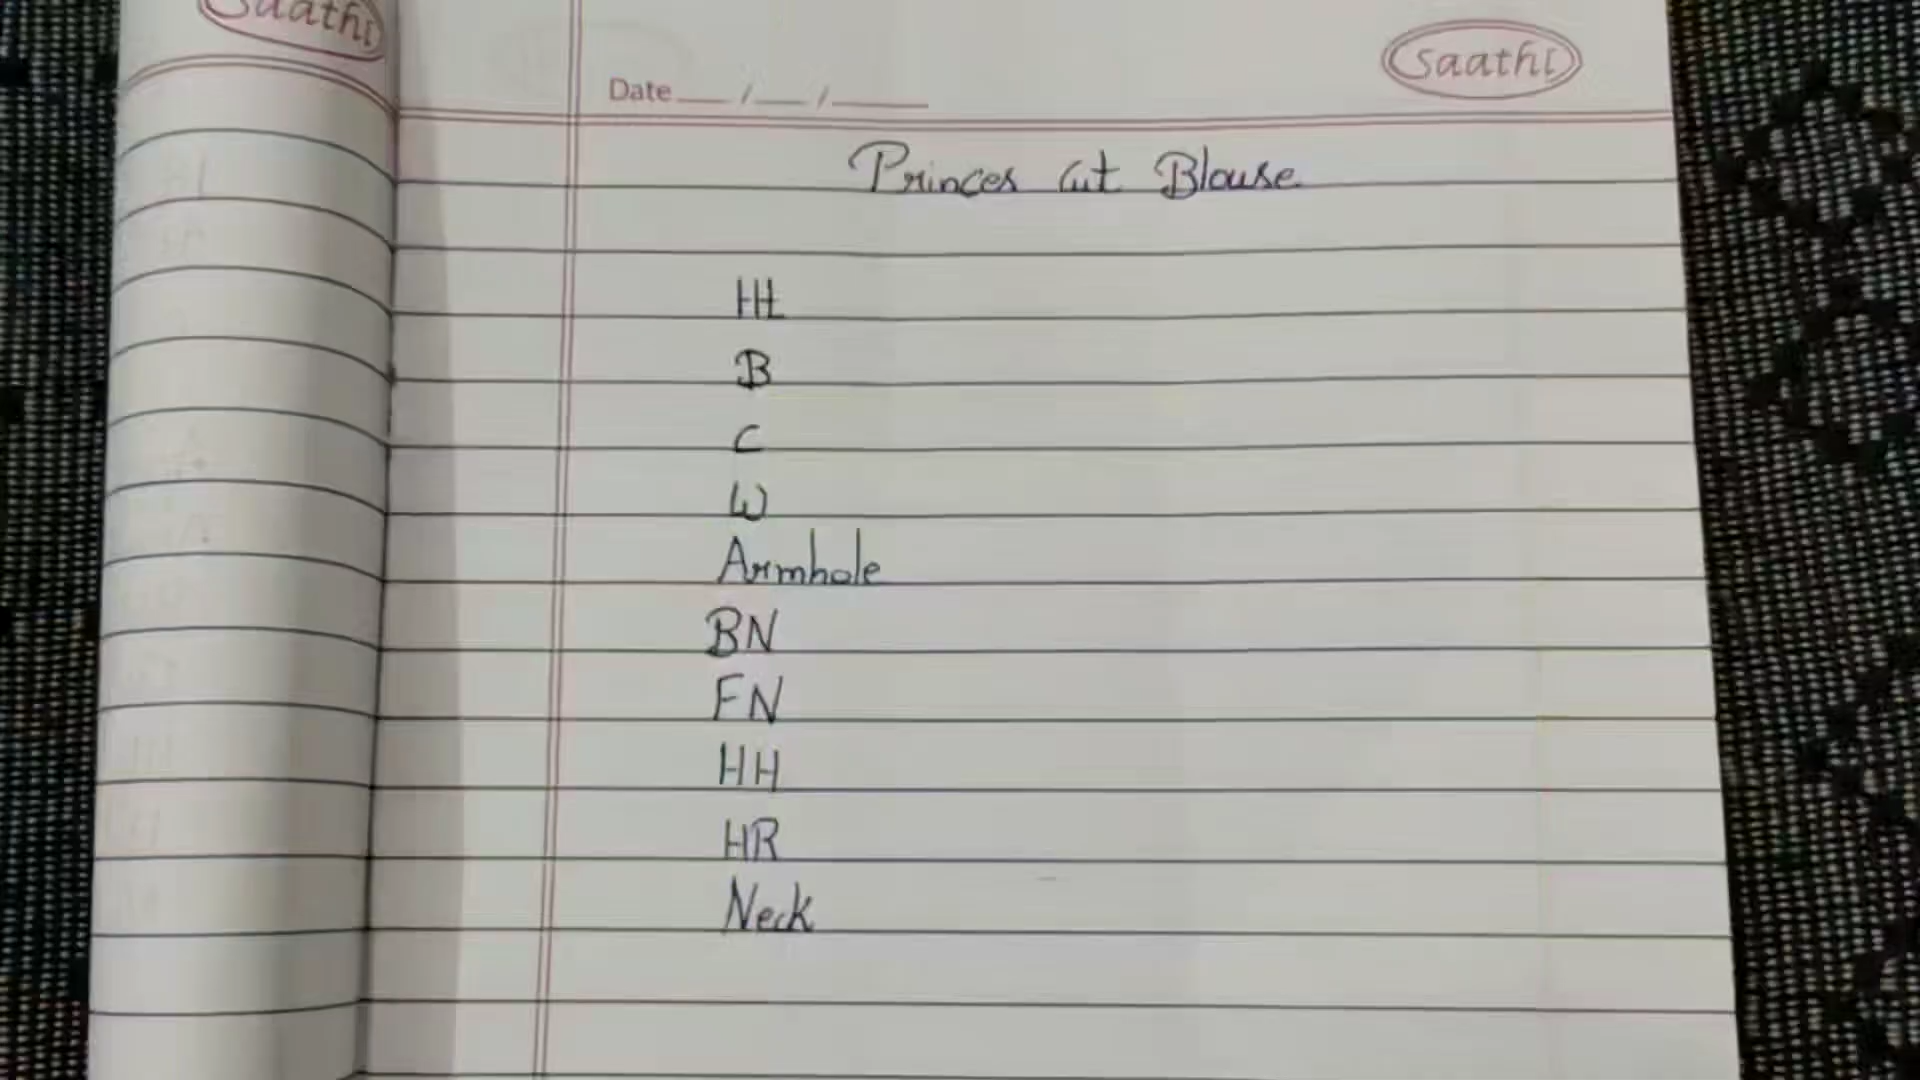 saathi
saathi
Date __/__/____
Princes Cut Blouse
HL
B
C
W
Armhole
BN
FN
HH
HR
Neck